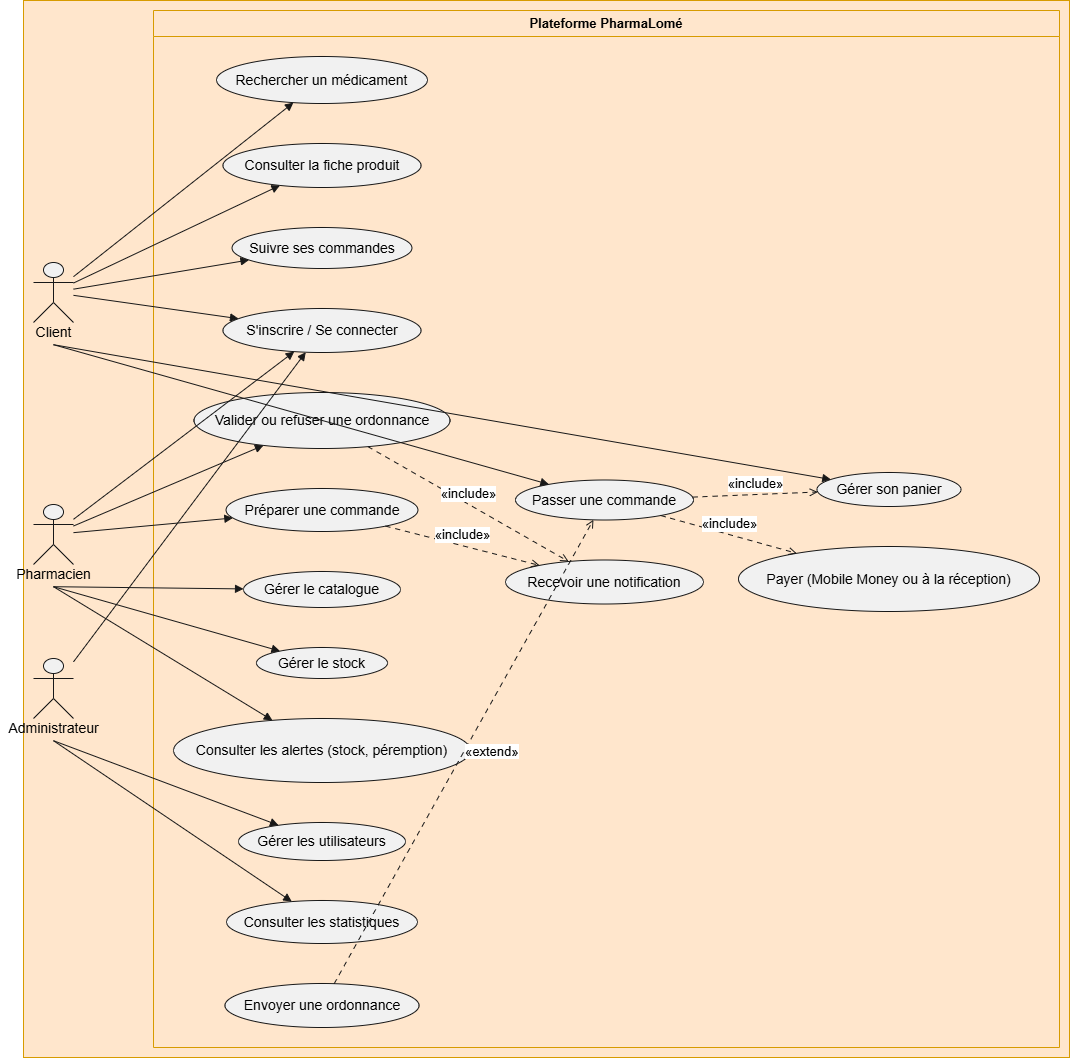 Plateforme PharmaLomé
Rechercher un médicament
Consulter la fiche produit
Suivre ses commandes
Client
S'inscrire / Se connecter
Valider ou refuser une ordonnance
«include»
«include»
Gérer son panier
Passer une commande
Préparer une commande
«include»
«include»
Pharmacien
Recevoir une notification
Payer (Mobile Money ou à la réception)
Gérer le catalogue
Gérer le stock
Administrateur
Consulter les alertes (stock, péremption)
«extend»
Gérer les utilisateurs
Consulter les statistiques
Envoyer une ordonnance